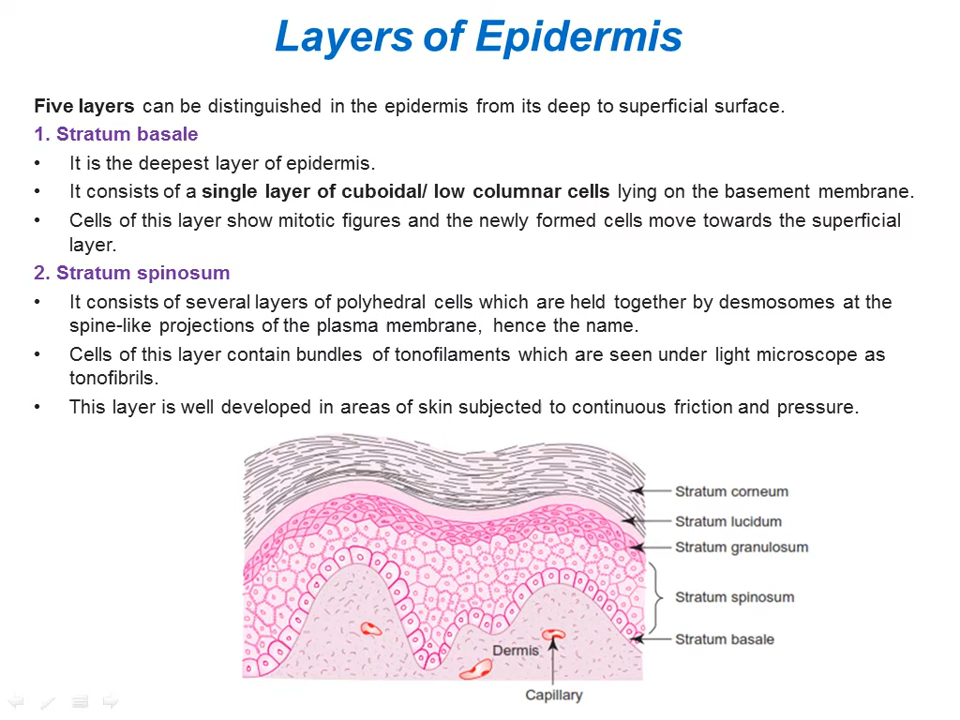 Layers of Epidermis
Five layers can be distinguished in the epidermis from its deep to superficial surface.
1. Stratum basale
• It is the deepest layer of epidermis.
• It consists of a single layer of cuboidal/ low columnar cells lying on the basement membrane.
• Cells of this layer show mitotic figures and the newly formed cells move towards the superficial
layer.
2. Stratum spinosum
• It consists of several layers of polyhedral cells which are held together by desmosomes at the
spine-like projections of the plasma membrane, hence the name.
• Cells of this layer contain bundles of tonofilaments which are seen under light microscope as
tonofibrils.
• This layer is well developed in areas of skin subjected to continuous friction and pressure.
Stratum corneum
Stratum lucidum
Stratum granulosum
Stratum spinosum
Stratum basale
Dermis
Capillary